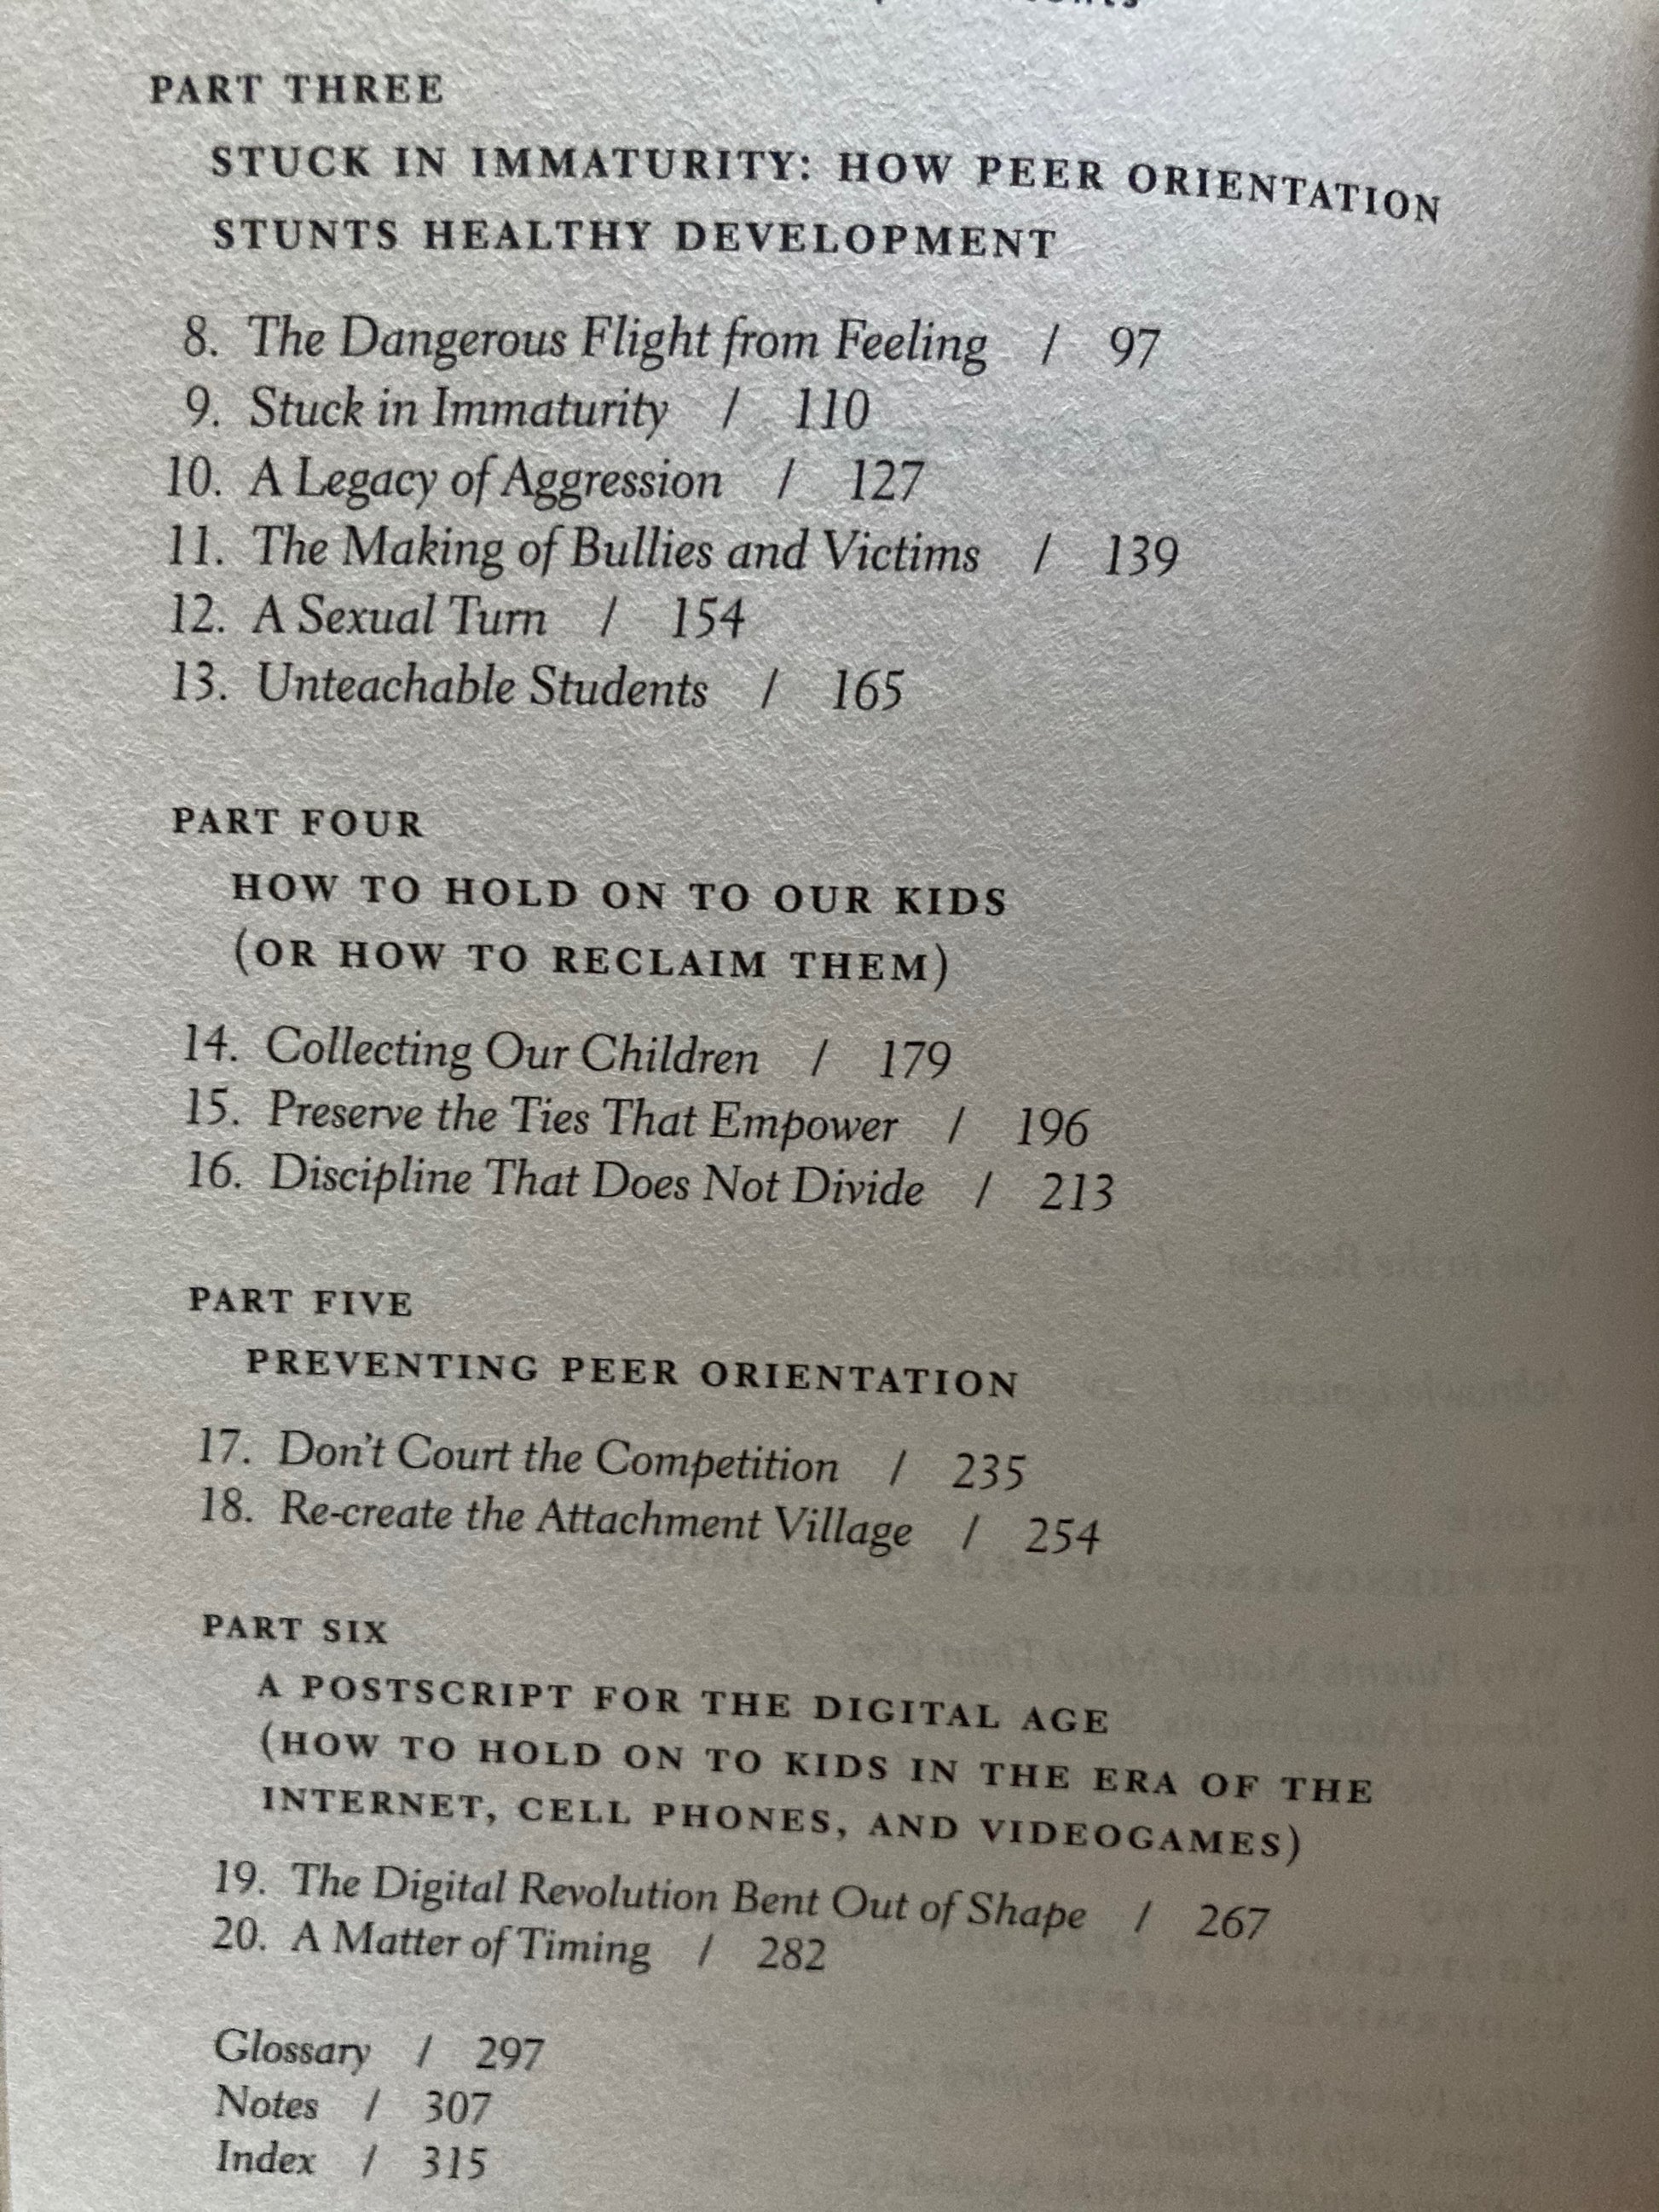 PART THREE
STUCK IN IMMATURITY: HOW PEER ORIENTATION
STUNTS HEALTHY DEVELOPMENT
8. The Dangerous Flight from Feeling / 97
9. Stuck in Immaturity / 110
10. A Legacy of Aggression / 127
11. The Making of Bullies and Victims / 139
12. A Sexual Turn / 154
13. Unteachable Students / 165
PART FOUR
HOW TO HOLD ON TO OUR KIDS
(OR HOW TO RECLAIM THEM)
14. Collecting Our Children / 179
15. Preserve the Ties That Empower / 196
16. Discipline That Does Not Divide / 213
PART FIVE
PREVENTING PEER ORIENTATION
17. Don't Court the Competition / 235
18. Re-create the Attachment Village / 254
PART SIX
A POSTSCRIPT FOR THE DIGITAL AGE
(HOW TO HOLD ON TO KIDS IN THE ERA OF THE
INTERNET, CELL PHONES, AND VIDEOGAMES)
19. The Digital Revolution Bent Out of Shape / 267
20. A Matter of Timing / 282
Glossary / 297
Notes / 307
Index / 315